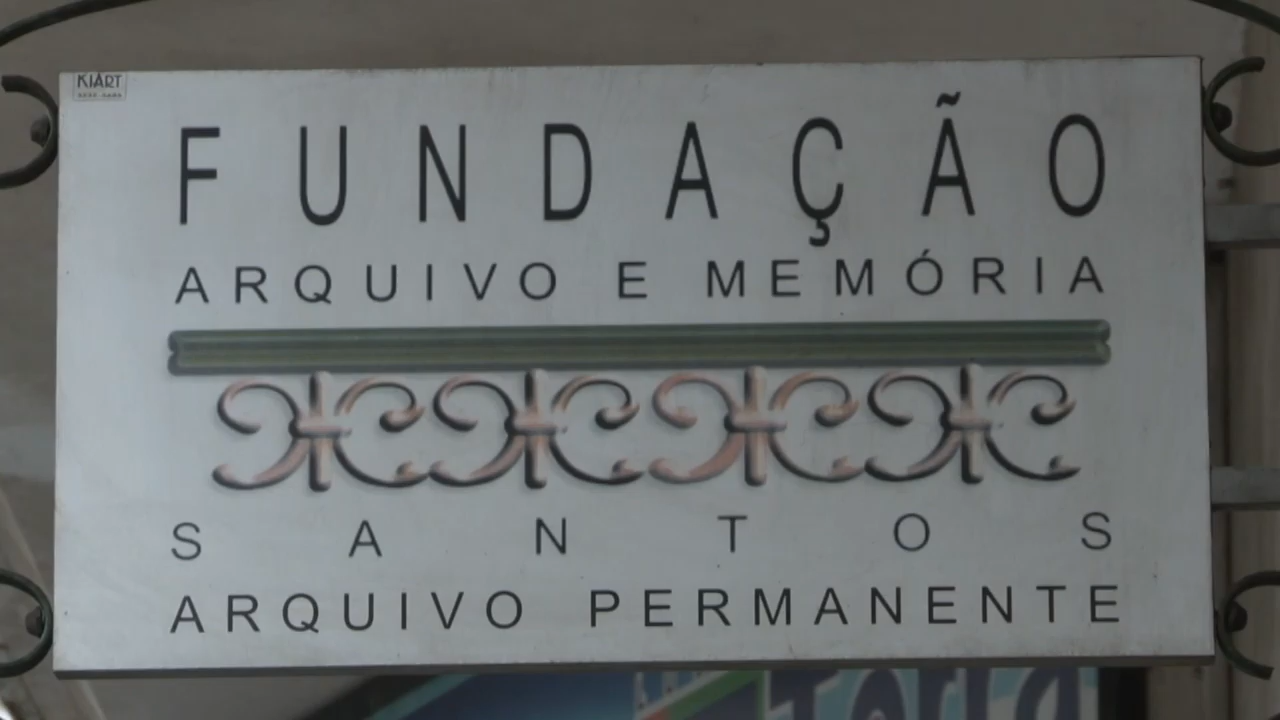 KIART
FUNDAÇÃO
ARQUIVO E MEMÓRIA
SANTOS
ARQUIVO PERMANENTE